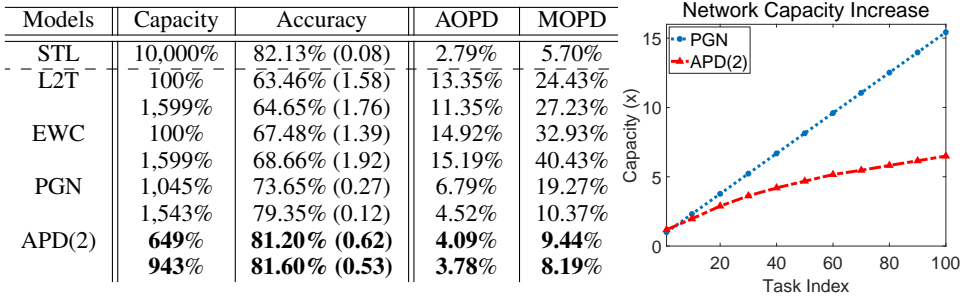 Models Capacity Accuracy AOPD MOPD
STL 10,000% 82.13% (0.08) 2.79% 5.70%
L2T 100% 63.46% (1.58) 13.35% 24.43%
1,599% 64.65% (1.76) 11.35% 27.23%
EWC 100% 67.48% (1.39) 14.92% 32.93%
1,599% 68.66% (1.92) 15.19% 40.43%
PGN 1,045% 73.65% (0.27) 6.79% 19.27%
1,543% 79.35% (0.12) 4.52% 10.37%
APD(2) 649% 81.20% (0.62) 4.09% 9.44%
943% 81.60% (0.53) 3.78% 8.19%
Network Capacity Increase
PGN
APD(2)
Capacity (x)
15
10
5
0
20 40 60 80 100
Task Index